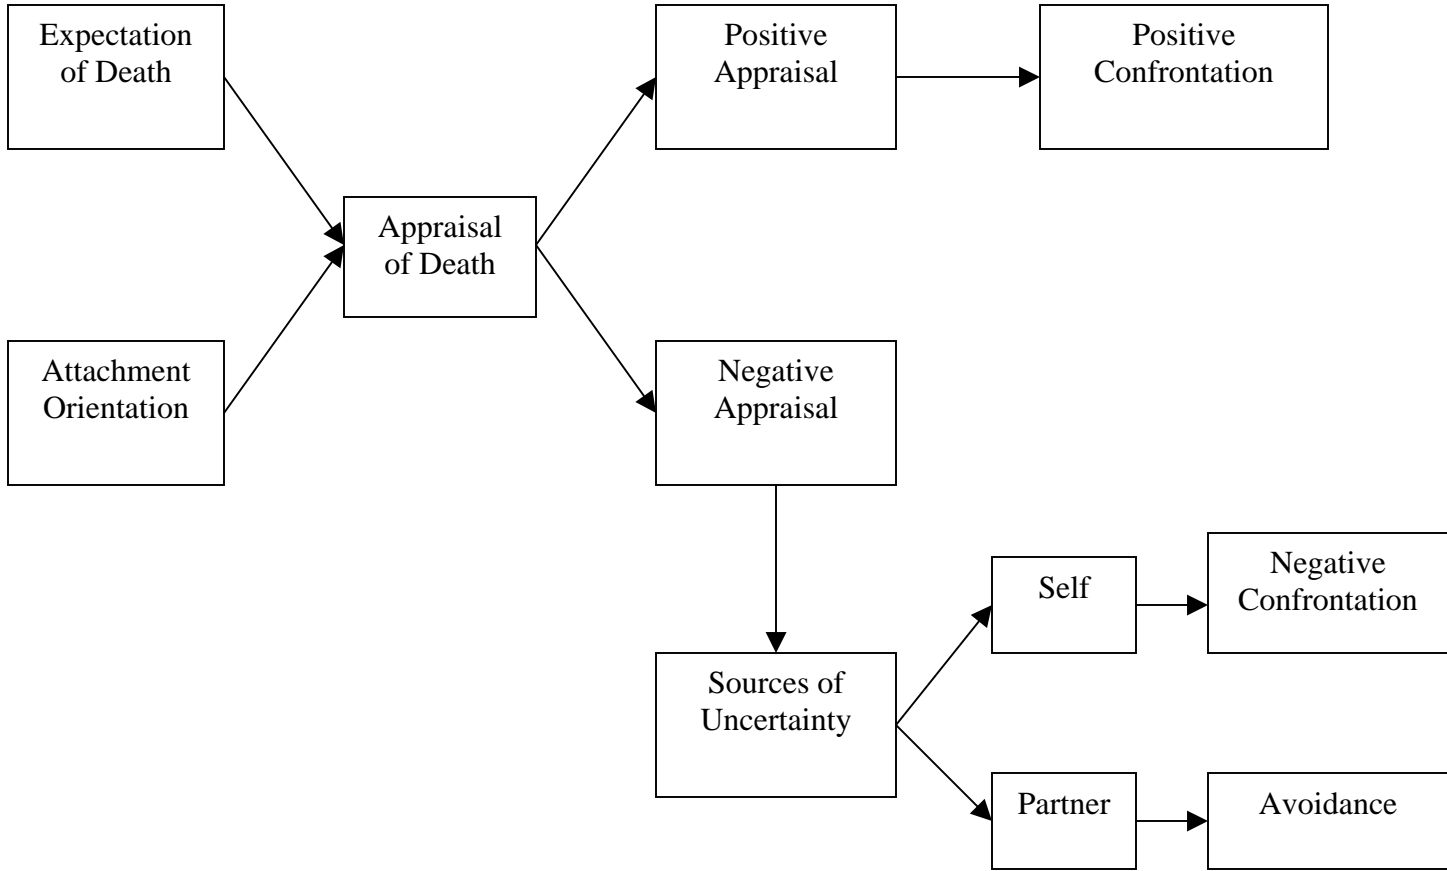 Expectation
of Death
Positive
Appraisal
Positive
Confrontation
Appraisal
of Death
Attachment
Orientation
Negative
Appraisal
Sources of
Uncertainty
Self
Negative
Confrontation
Partner
Avoidance